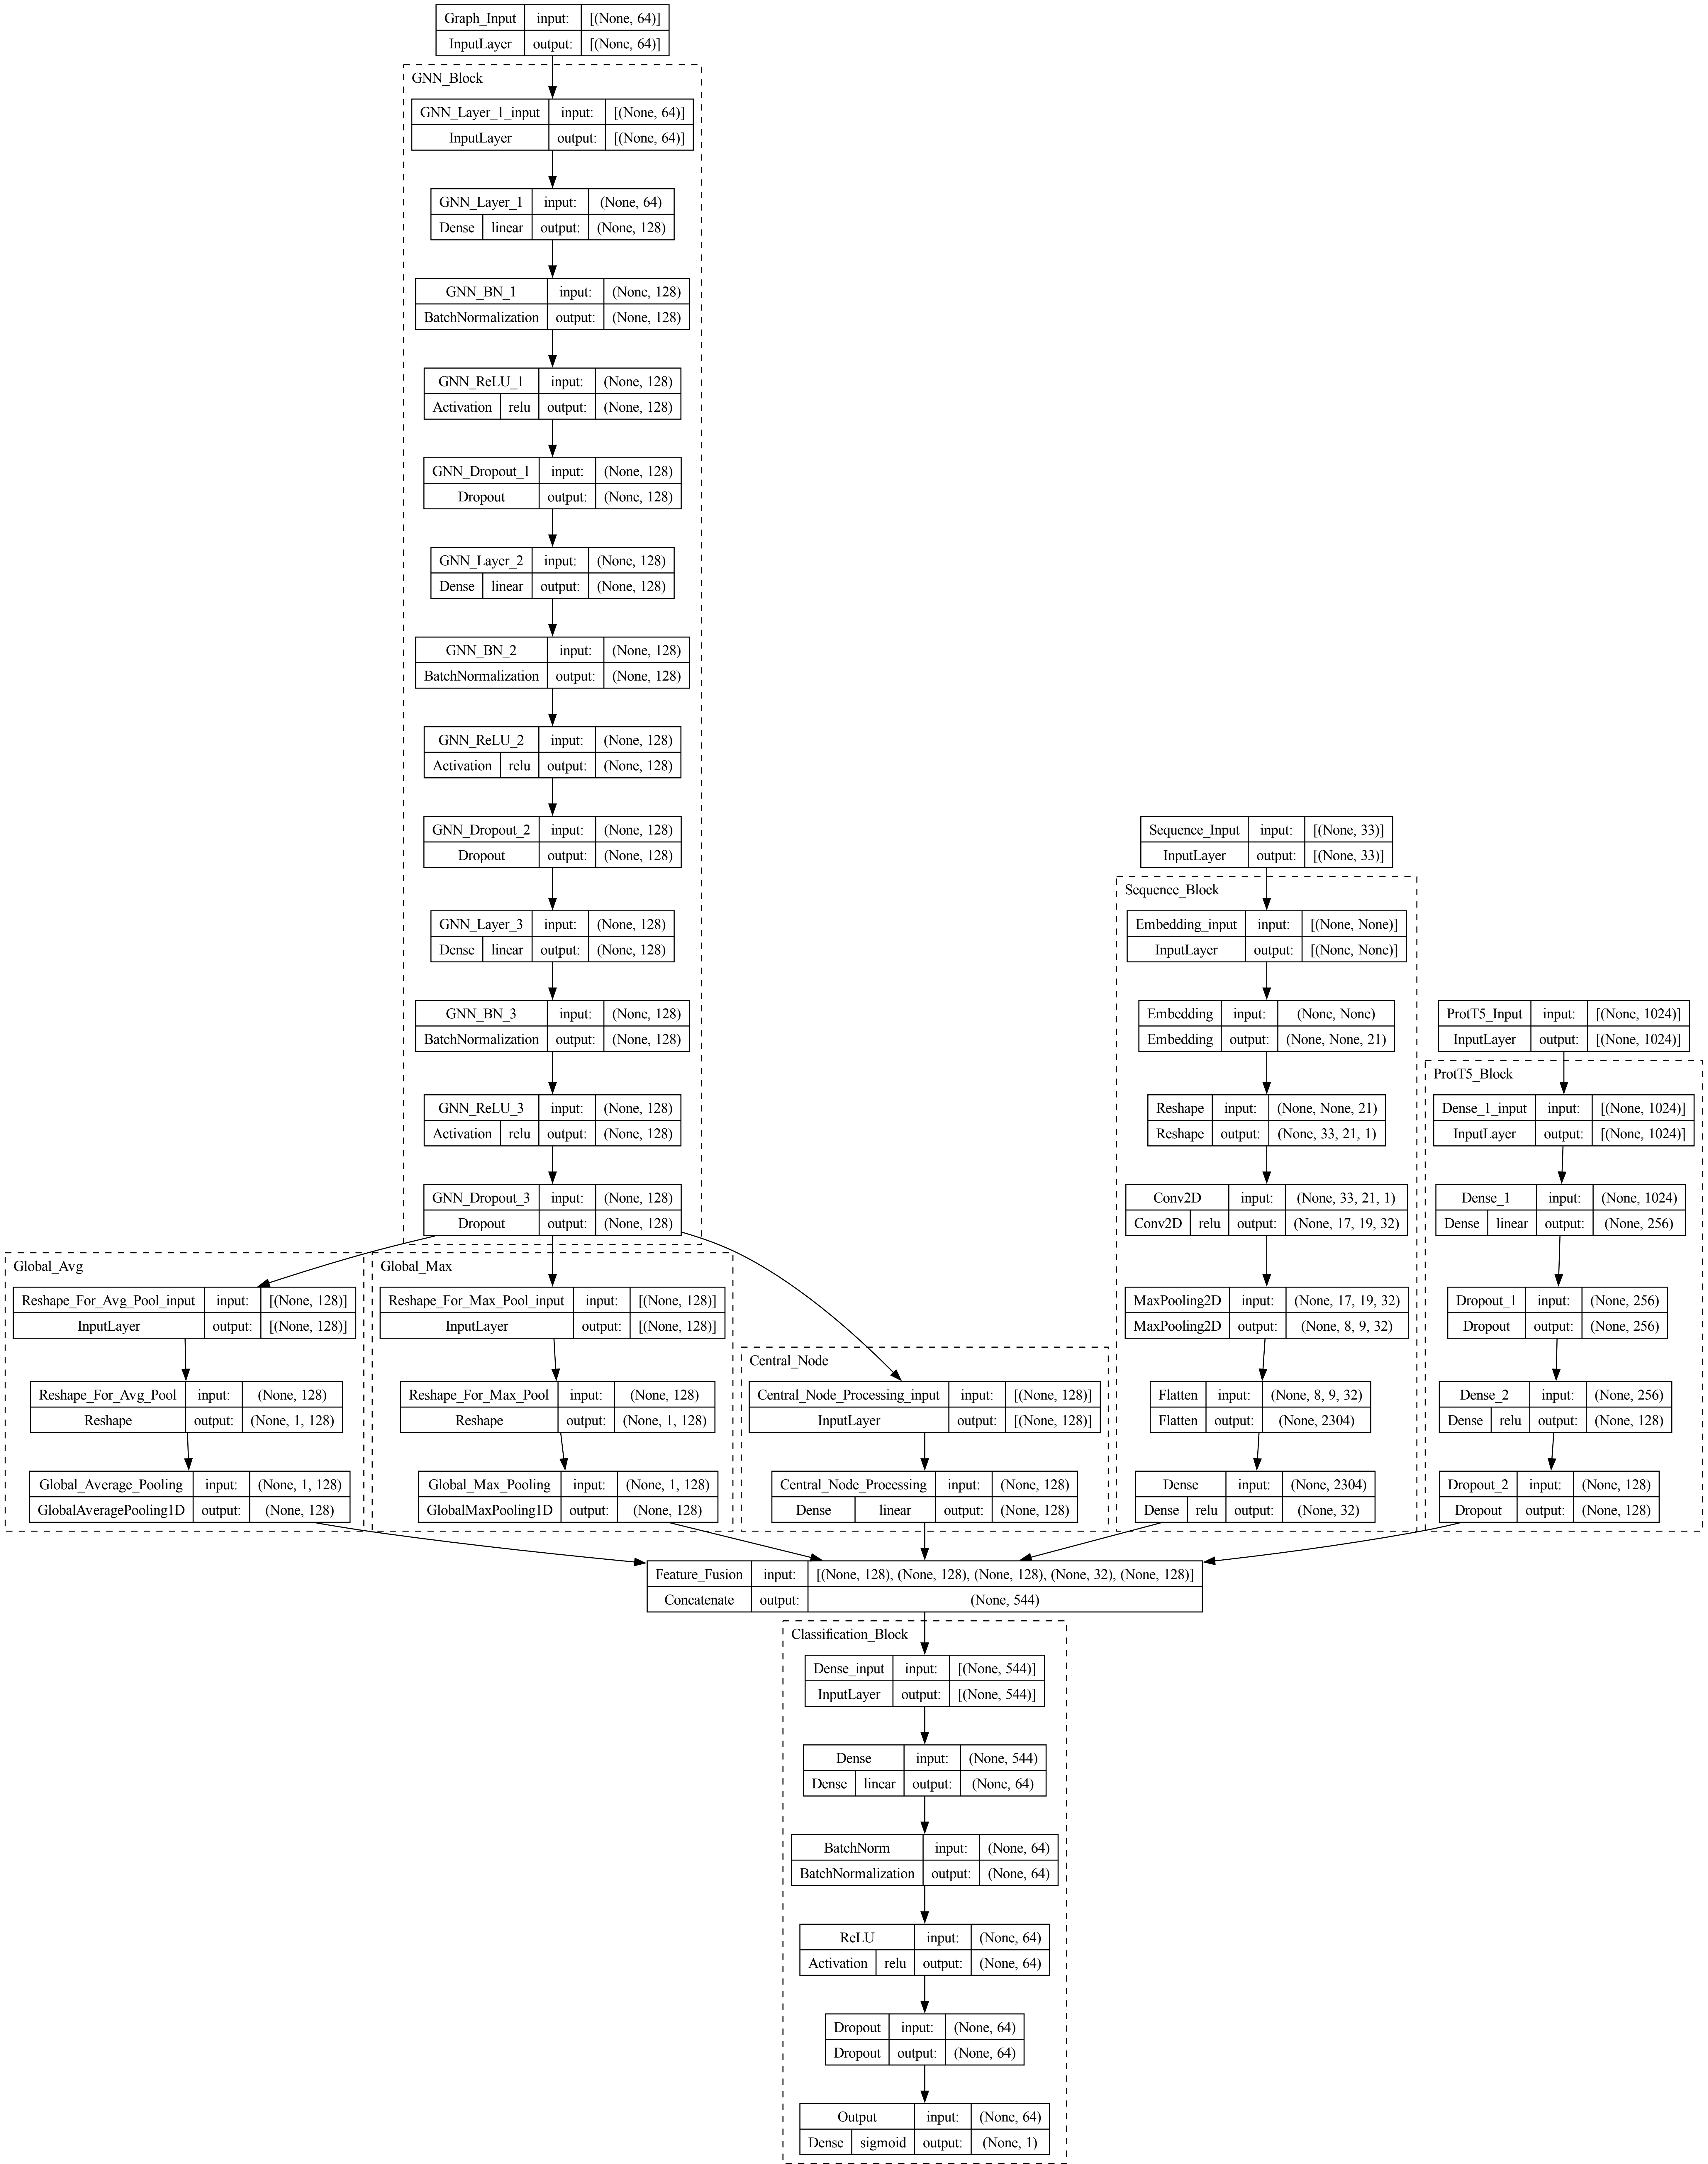 Graph_Input input: [(None, 64)]
InputLayer output: [(None, 64)]
GNN_Block
GNN_Layer_1_input input: [(None, 64)]
InputLayer output: [(None, 64)]
GNN_Layer_1 input: (None, 64)
Dense linear output: (None, 128)
GNN_BN_1 input: (None, 128)
BatchNormalization output: (None, 128)
GNN_ReLU_1 input: (None, 128)
Activation relu output: (None, 128)
GNN_Dropout_1 input: (None, 128)
Dropout output: (None, 128)
GNN_Layer_2 input: (None, 128)
Dense linear output: (None, 128)
GNN_BN_2 input: (None, 128)
BatchNormalization output: (None, 128)
GNN_ReLU_2 input: (None, 128)
Activation relu output: (None, 128)
GNN_Dropout_2 input: (None, 128)
Dropout output: (None, 128)
GNN_Layer_3 input: (None, 128)
Dense linear output: (None, 128)
GNN_BN_3 input: (None, 128)
BatchNormalization output: (None, 128)
GNN_ReLU_3 input: (None, 128)
Activation relu output: (None, 128)
GNN_Dropout_3 input: (None, 128)
Dropout output: (None, 128)
Global_Avg
Reshape_For_Avg_Pool_input input: [(None, 128)]
InputLayer output: [(None, 128)]
Reshape_For_Avg_Pool input: (None, 128)
Reshape output: (None, 1, 128)
Global_Average_Pooling input: (None, 1, 128)
GlobalAveragePooling1D output: (None, 128)
Global_Max
Reshape_For_Max_Pool_input input: [(None, 128)]
InputLayer output: [(None, 128)]
Reshape_For_Max_Pool input: (None, 128)
Reshape output: (None, 1, 128)
Global_Max_Pooling input: (None, 1, 128)
GlobalMaxPooling1D output: (None, 128)
Central_Node
Central_Node_Processing_input input: [(None, 128)]
InputLayer output: [(None, 128)]
Central_Node_Processing input: (None, 128)
Dense linear output: (None, 128)
Sequence_Input input: [(None, 33)]
InputLayer output: [(None, 33)]
Sequence_Block
Embedding_input input: [(None, None)]
InputLayer output: [(None, None)]
Embedding input: (None, None)
Embedding output: (None, None, 21)
Reshape input: (None, None, 21)
Reshape output: (None, 33, 21, 1)
Conv2D input: (None, 33, 21, 1)
Conv2D relu output: (None, 17, 19, 32)
MaxPooling2D input: (None, 17, 19, 32)
MaxPooling2D output: (None, 8, 9, 32)
Flatten input: (None, 8, 9, 32)
Flatten output: (None, 2304)
Dense input: (None, 2304)
Dense relu output: (None, 32)
ProtT5_Input input: [(None, 1024)]
InputLayer output: [(None, 1024)]
ProtT5_Block
Dense_1_input input: [(None, 1024)]
InputLayer output: [(None, 1024)]
Dense_1 input: (None, 1024)
Dense linear output: (None, 256)
Dropout_1 input: (None, 256)
Dropout output: (None, 256)
Dense_2 input: (None, 256)
Dense relu output: (None, 128)
Dropout_2 input: (None, 128)
Dropout output: (None, 128)
Feature_Fusion input: [(None, 128), (None, 128), (None, 128), (None, 32), (None, 128)]
Concatenate output: (None, 544)
Classification_Block
Dense_input input: [(None, 544)]
InputLayer output: [(None, 544)]
Dense input: (None, 544)
Dense linear output: (None, 64)
BatchNorm input: (None, 64)
BatchNormalization output: (None, 64)
ReLU input: (None, 64)
Activation relu output: (None, 64)
Dropout input: (None, 64)
Dropout output: (None, 64)
Output input: (None, 64)
Dense sigmoid output: (None, 1)